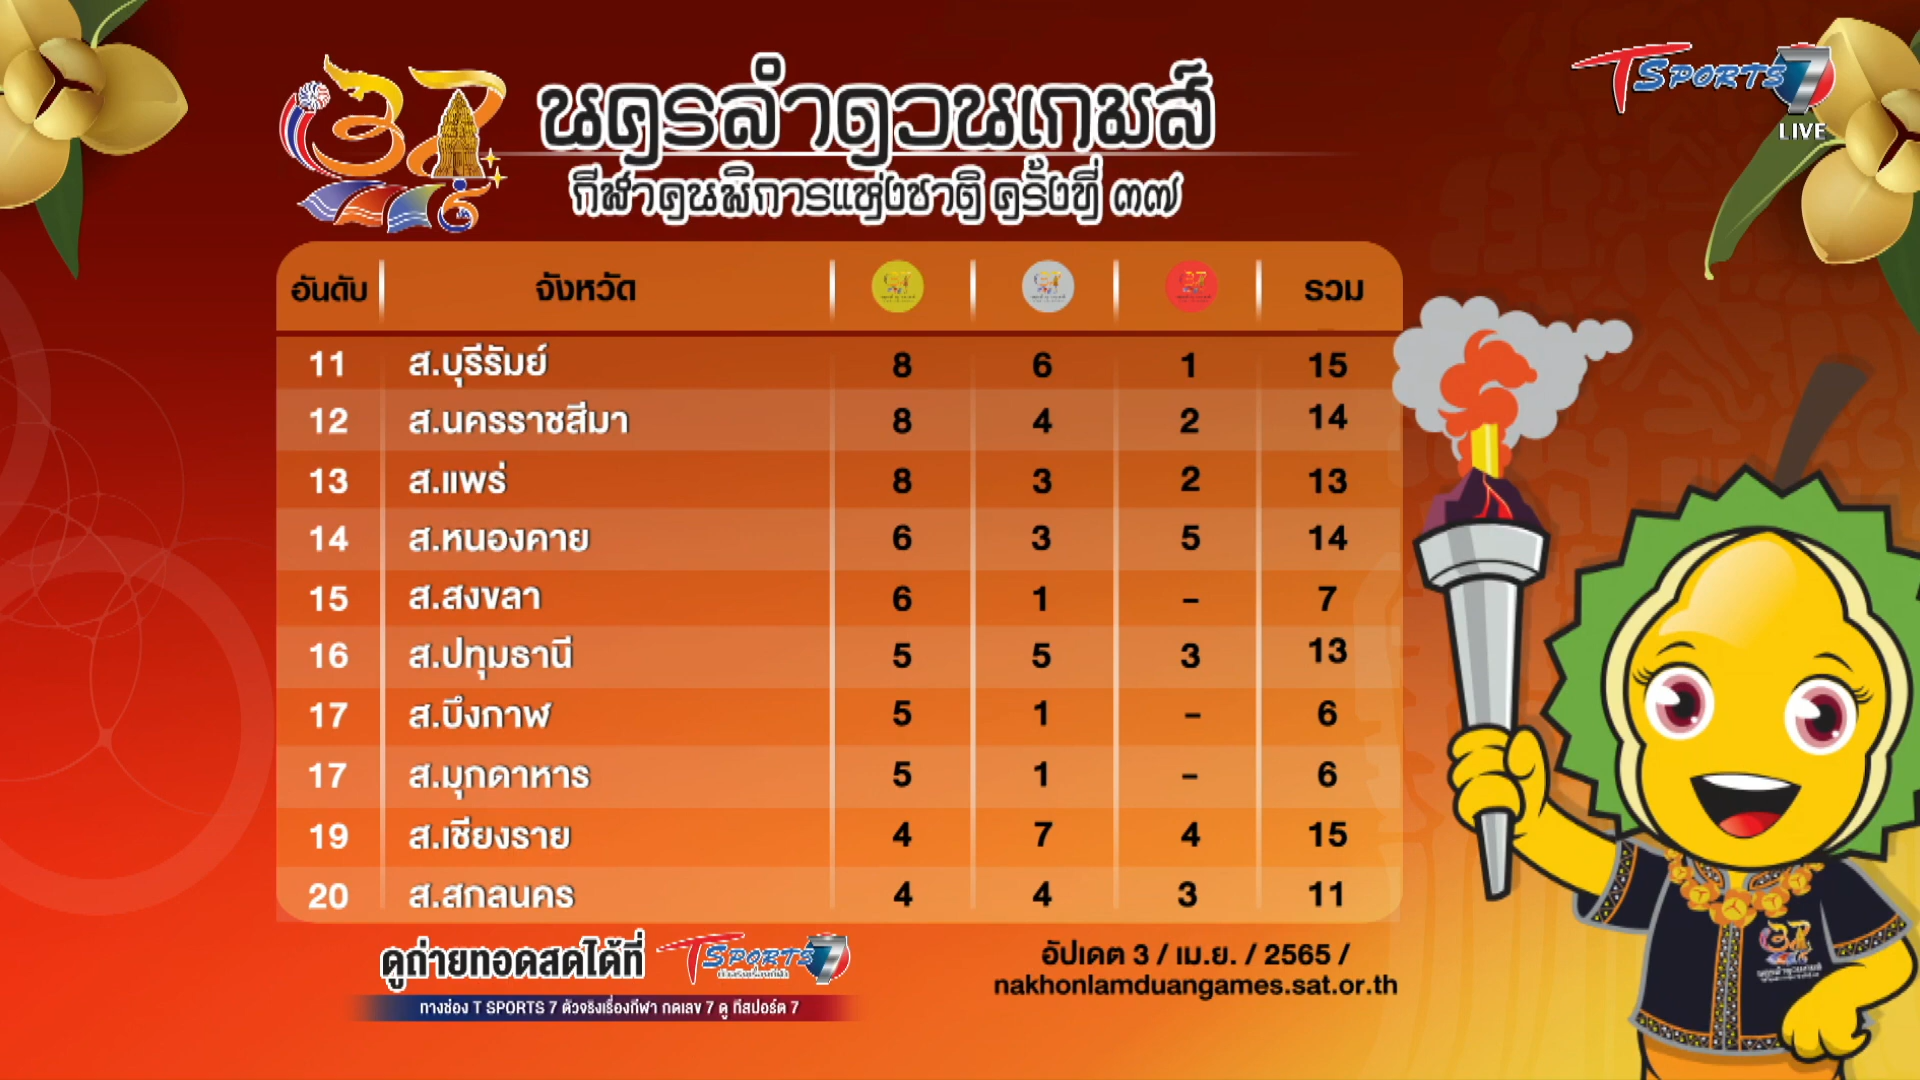 T SPORTS 7
LIVE
๓๗
นครลำดวนเกมส์
กีฬาคนพิการแห่งชาติ ครั้งที่ ๓๗
อันดับ จังหวัด รวม
11 ส.บุรีรัมย์ 8 6 1 15
12 ส.นครราชสีมา 8 4 2 14
13 ส.แพร่ 8 3 2 13
14 ส.หนองคาย 6 3 5 14
15 ส.สงขลา 6 1 - 7
16 ส.ปทุมธานี 5 5 3 13
17 ส.บึงกาฬ 5 1 - 6
17 ส.มุกดาหาร 5 1 - 6
19 ส.เชียงราย 4 7 4 15
20 ส.สกลนคร 4 4 3 11
ดูถ่ายทอดสดได้ที่ T SPORTS 7
ทางช่อง T SPORTS 7 ตัวจริงเรื่องกีฬา กดเลข 7 ดู ทีสปอร์ต 7
อัปเดต 3 / เม.ย. / 2565 /
nakhonlamduangames.sat.or.th